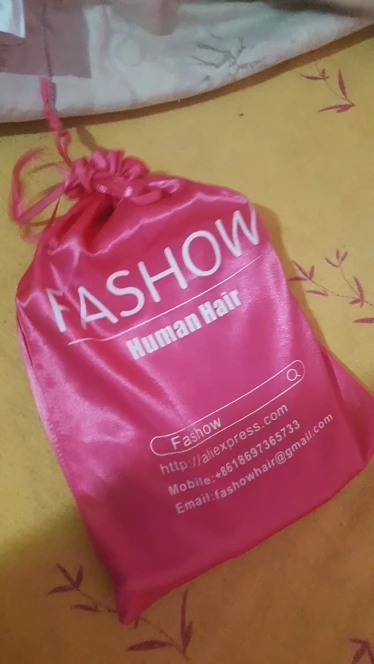 FASHOW
Human Hair
Fashow
http://aliexpress.com
Mobile:+8618697365733
Email:fashowhair@gmail.com